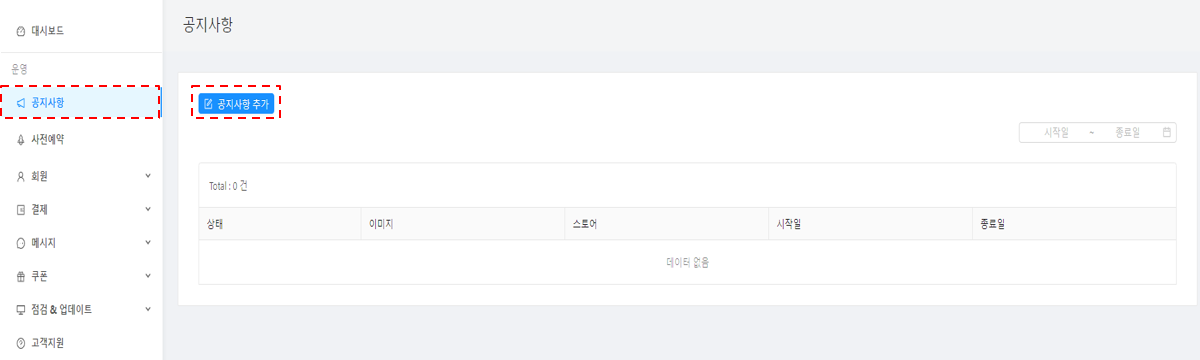 대시보드
운영
공지사항
사전예약
회원
결제
메시지
쿠폰
점검 & 업데이트
고객지원
공지사항
공지사항 추가
시작일 ~ 종료일
Total : 0 건
상태 이미지 스토어 시작일 종료일
데이터 없음